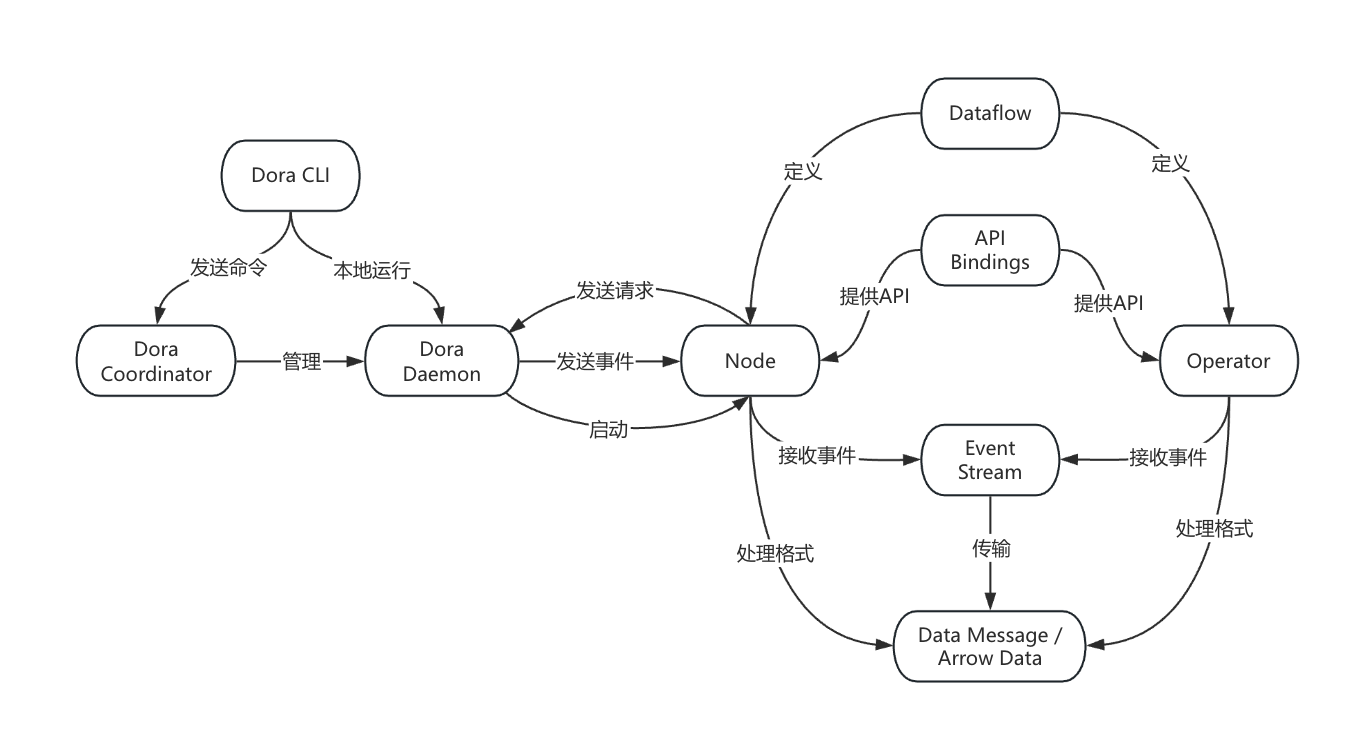 Dataflow
Dora CLI
定义
定义
API
Bindings
发送命令
本地运行
发送请求
提供API
提供API
Dora
Coordinator
管理
Dora
Daemon
发送事件
Node
Operator
启动
接收事件
Event
Stream
接收事件
处理格式
传输
处理格式
Data Message /
Arrow Data